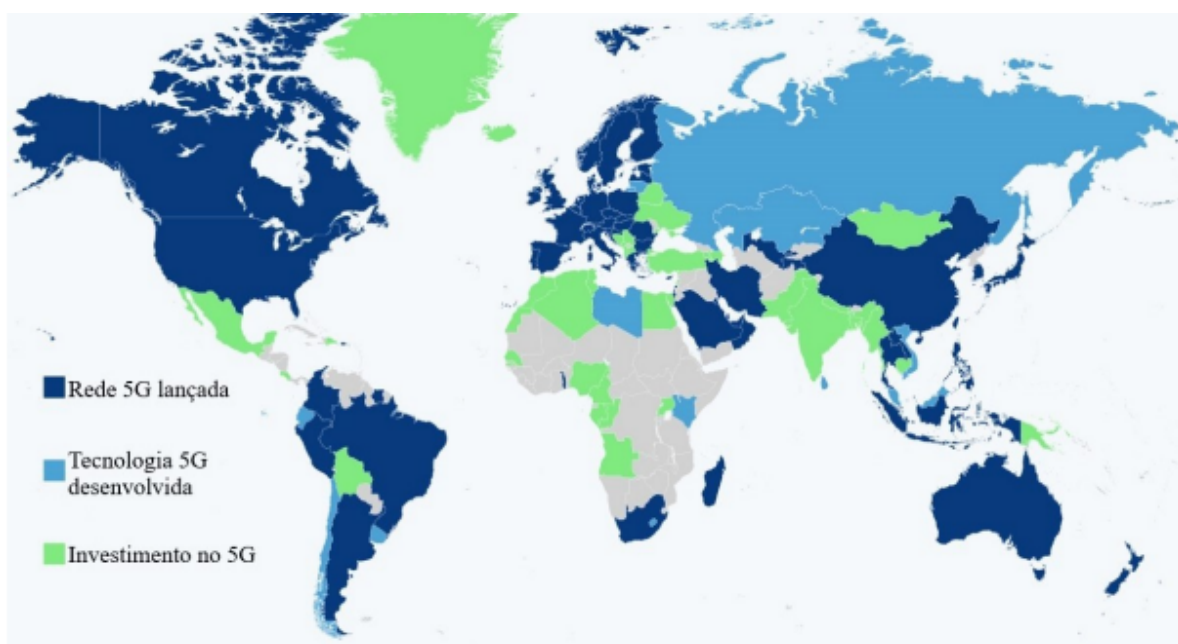 Rede 5G lançada
Tecnologia 5G
desenvolvida
Investimento no 5G